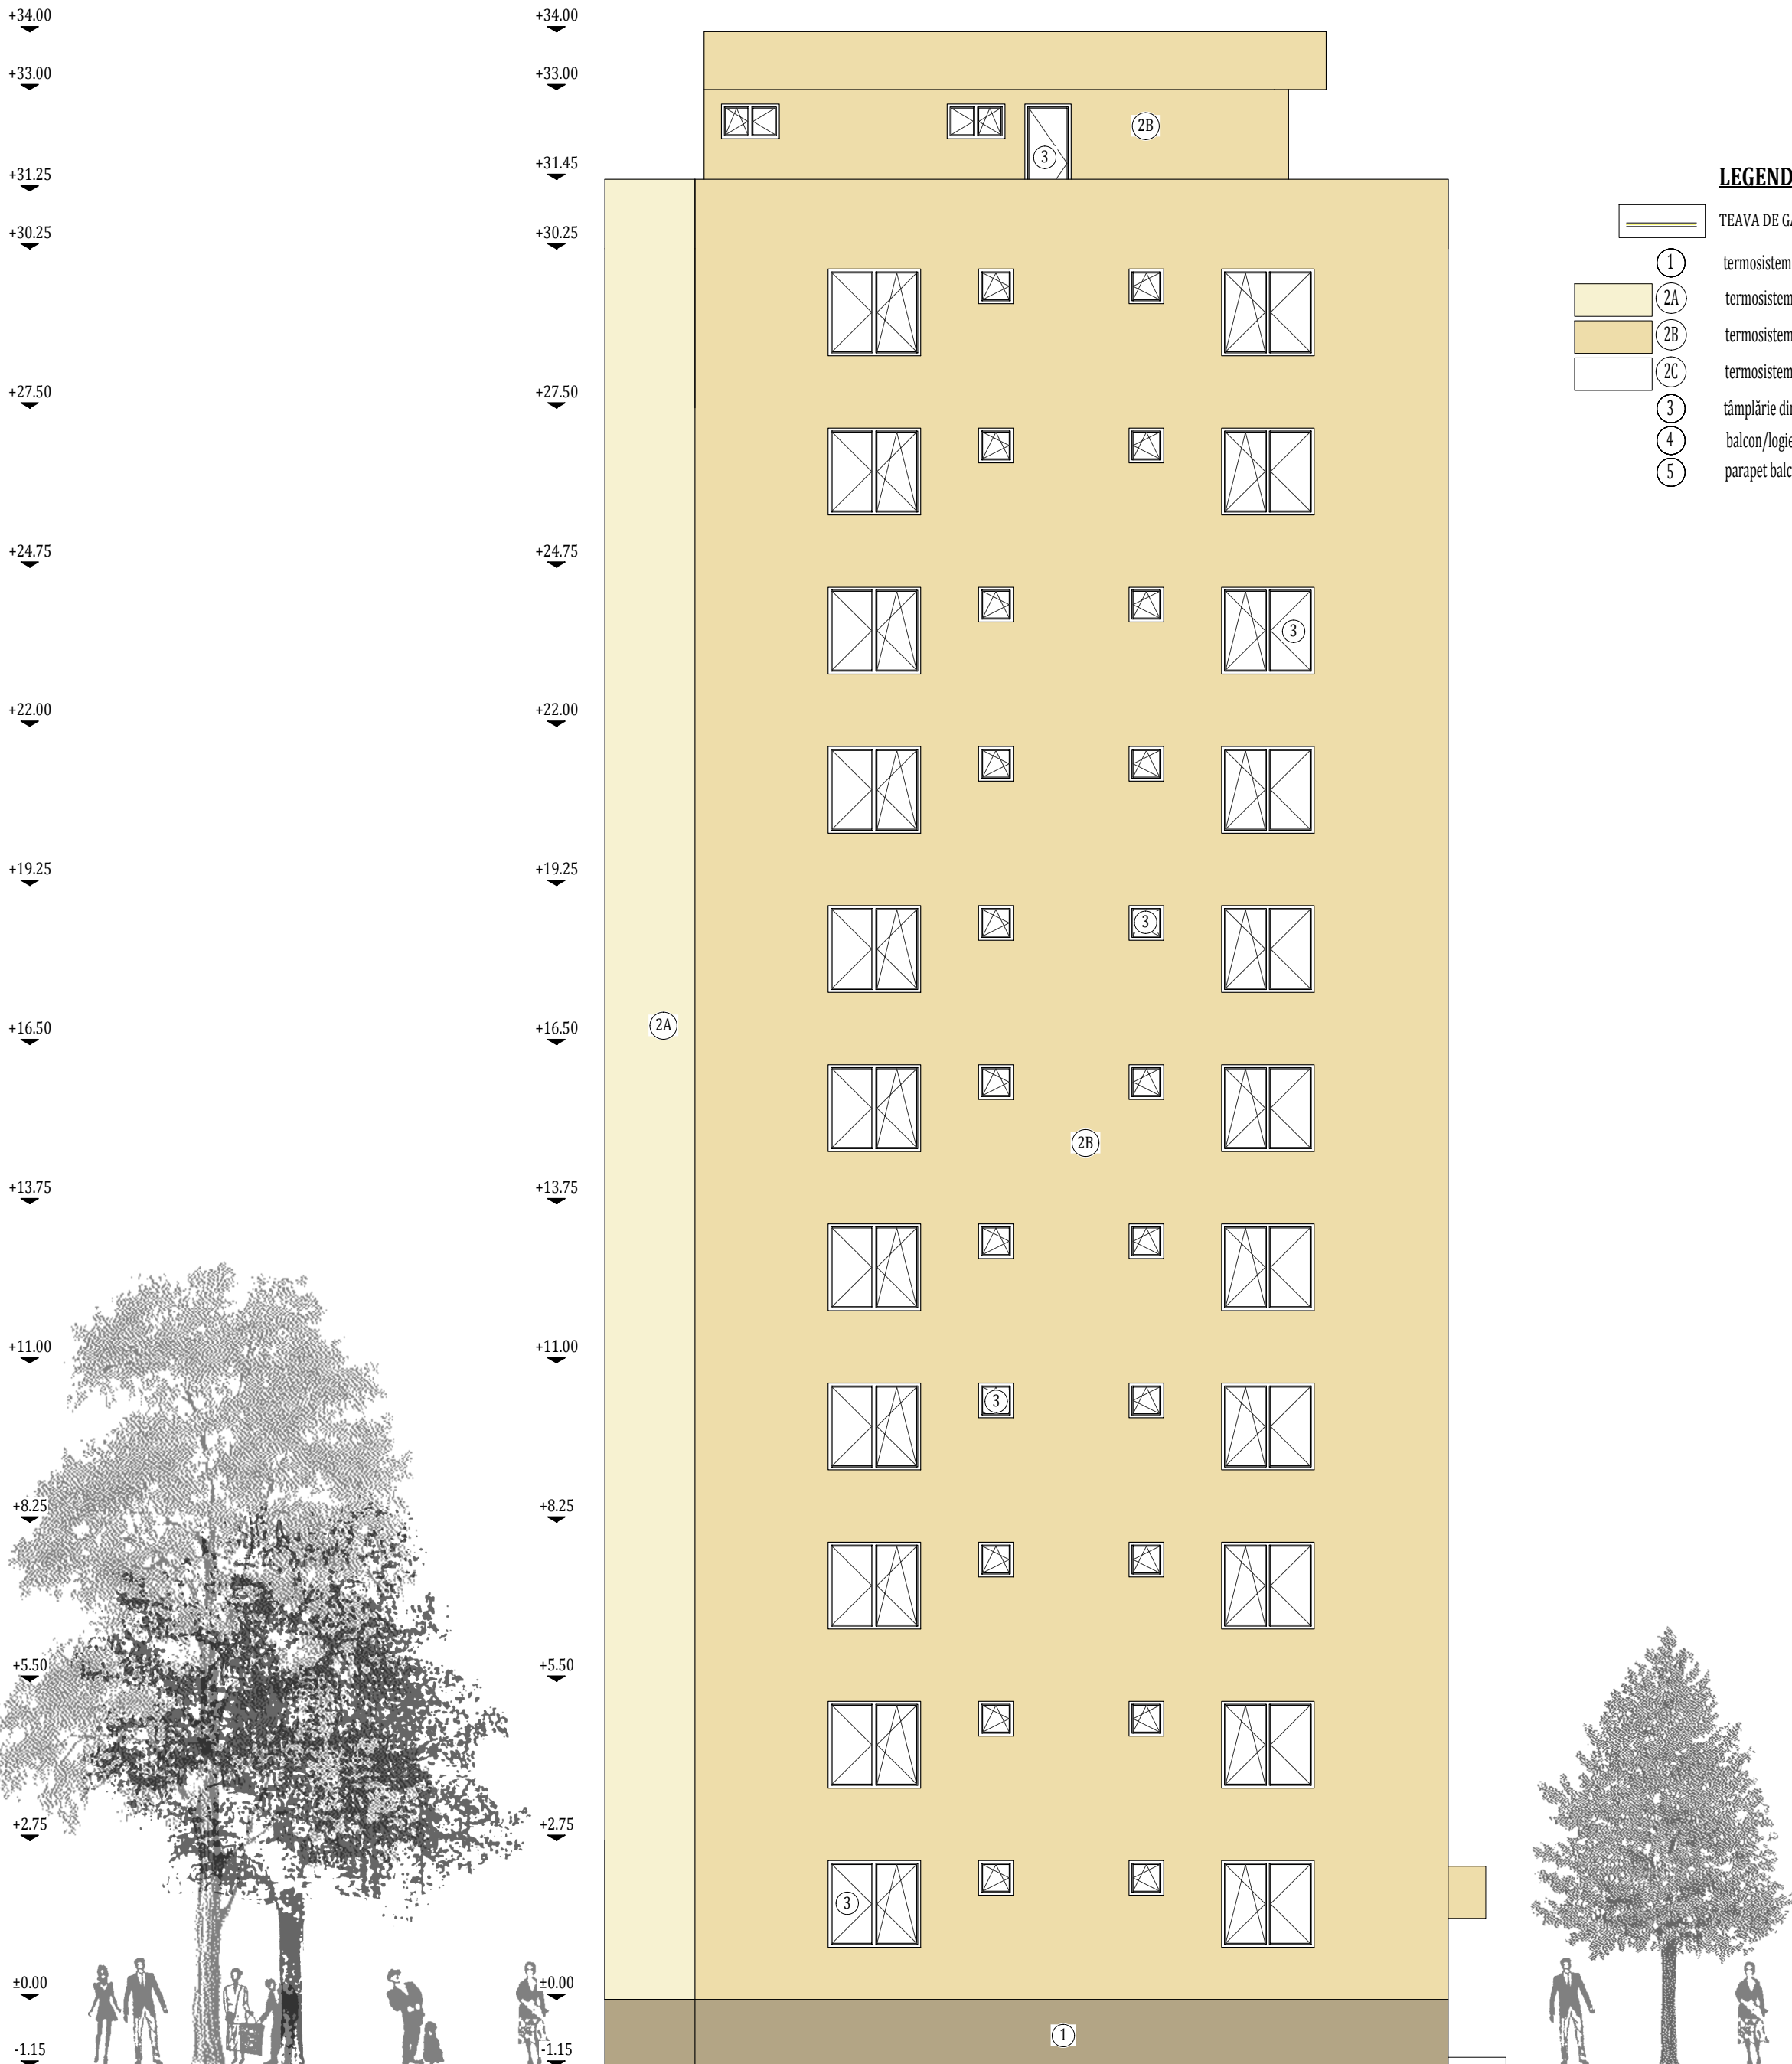 +34.00 +34.00
+33.00 +33.00
2B
3
+31.25 +31.45
+30.25 +30.25
LEGEND
TEAVA DE GA
1 termosistem
2A termosistem
2B termosistem
2C termosistem
3 tâmplărie din
4 balcon/logie
5 parapet balc
+27.50 +27.50
+24.75 +24.75
3
+22.00 +22.00
+19.25 +19.25
3
2A
+16.50 +16.50
2B
+13.75 +13.75
+11.00 +11.00
3
+8.25 +8.25
+5.50 +5.50
+2.75 +2.75
3
±0.00 ±0.00
1
-1.15 -1.15